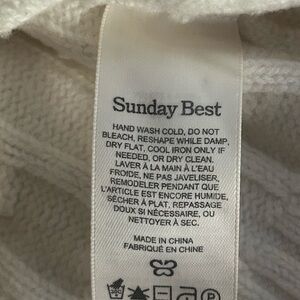 Sunday Best
HAND WASH COLD, DO NOT
BLEACH, RESHAPE WHILE DAMP,
DRY FLAT, COOL IRON ONLY IF
NEEDED, OR DRY CLEAN.
LAVER À LA MAIN À L'EAU
FROIDE, NE PAS JAVELISER,
REMODELER PENDANT QUE
L'ARTICLE EST ENCORE HUMIDE,
SÉCHER À PLAT, REPASSAGE
DOUX SI NÉCESSAIRE, OU
NETTOYER À SEC.
MADE IN CHINA
FABRIQUÉ EN CHINE
P